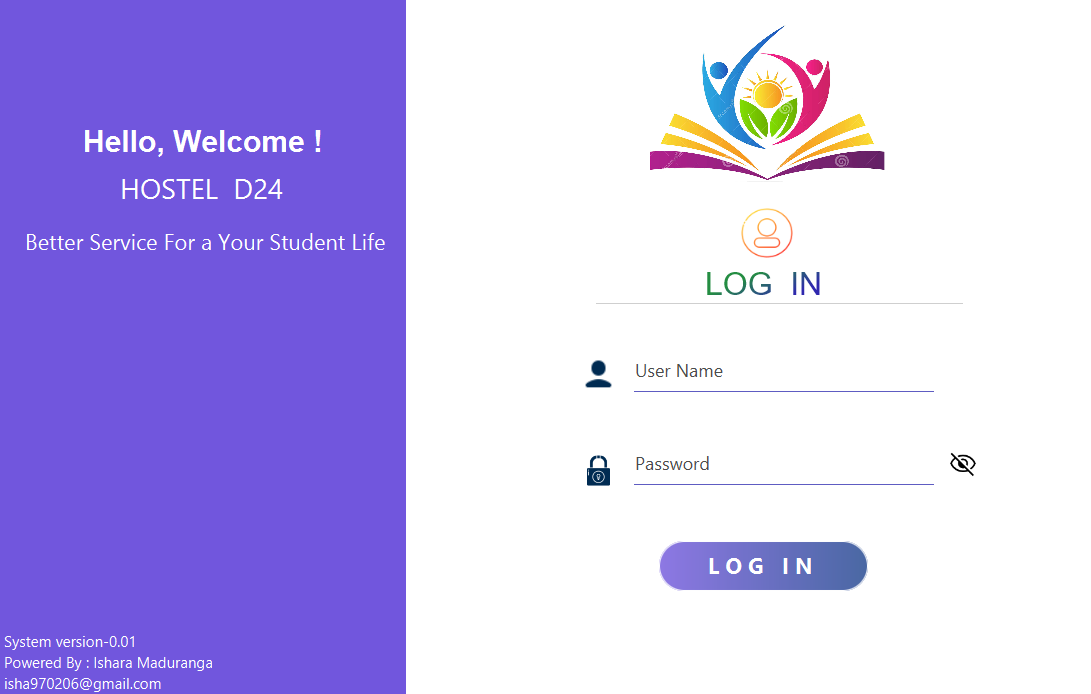 Hello, Welcome !
HOSTEL D24
Better Service For a Your Student Life
System version-0.01
Powered By : Ishara Maduranga
isha970206@gmail.com
LOG IN
User Name
Password
LOG IN